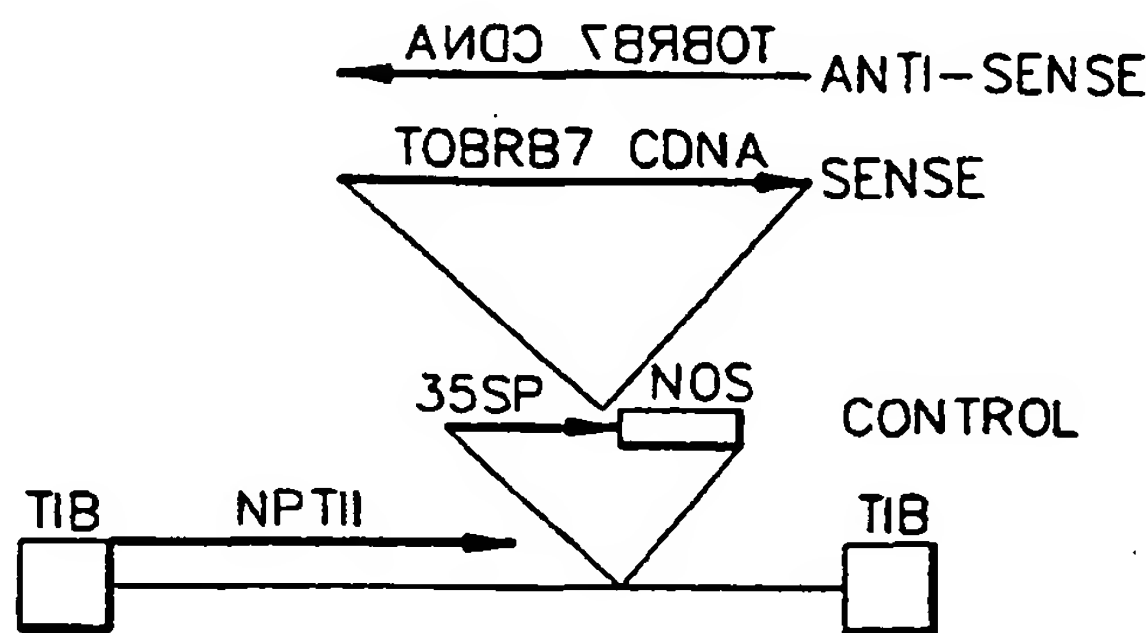 TOBRB7 CDNA
ANTI-SENSE
TOBRB7 CDNA
SENSE
35SP
NOS
CONTROL
TIB
NPTII
TIB